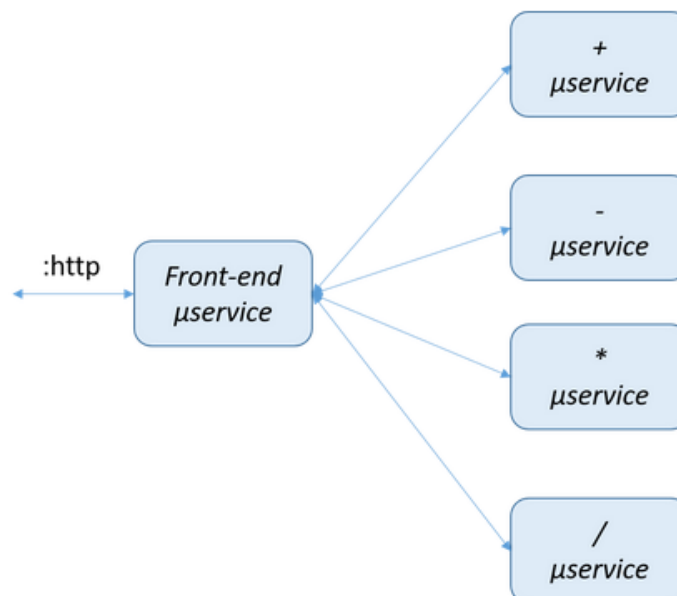 +
μservice
-
μservice
:http
Front-end
μservice
*
μservice
/
μservice